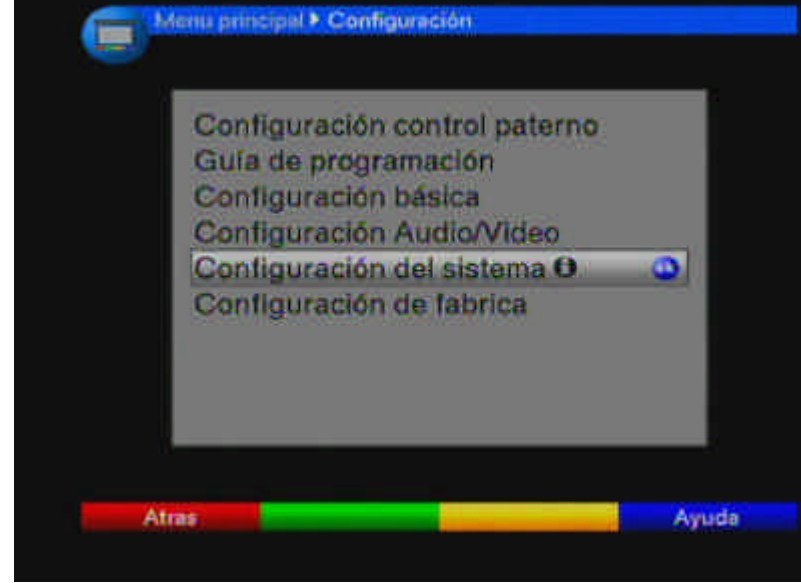 Menu principal ▸ Configuración
Configuración control paterno
Guía de programación
Configuración básica
Configuración Audio/Video
Configuración del sistema
Configuración de fabrica
Atras
Ayuda